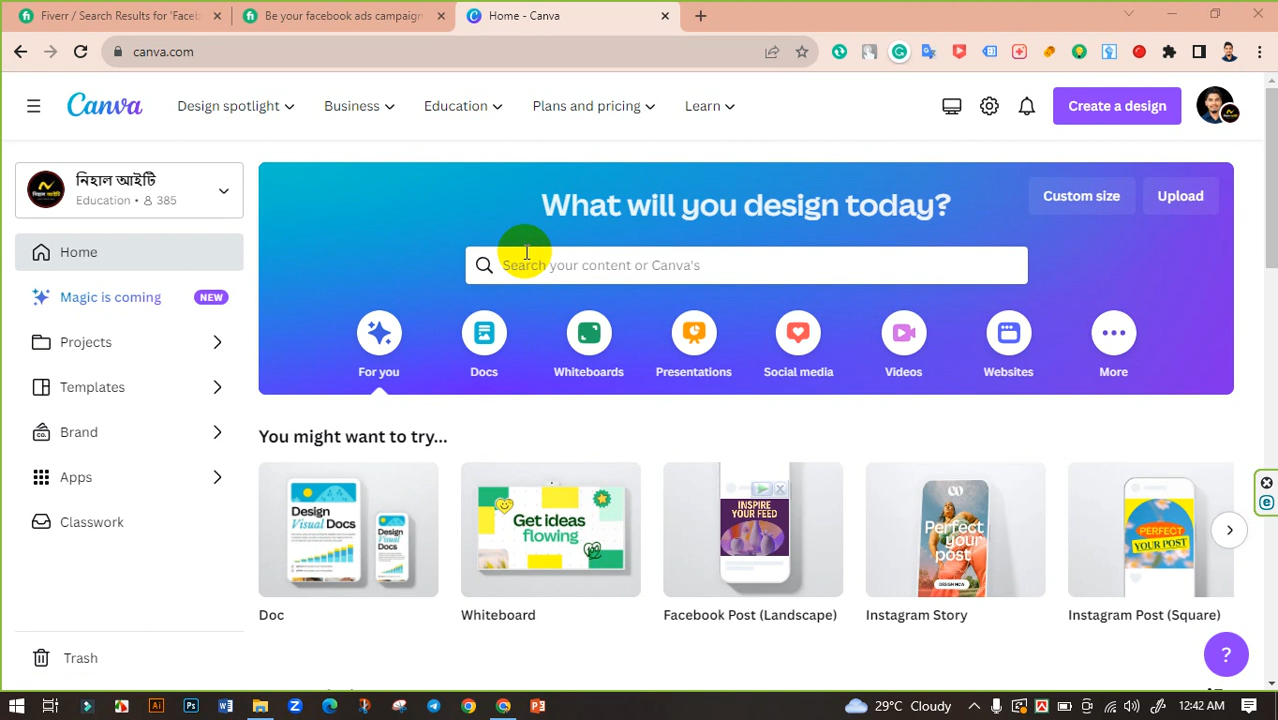 Fiverr / Search Results for 'Faceb
Be your facebook ads campaign
Home - Canva
canva.com
Canva
Design spotlight
Business
Education
Plans and pricing
Learn
Create a design
নিহাল আইটি
Education • 385
Home
Magic is coming
NEW
Projects
Templates
Brand
Apps
Classwork
Trash
What will you design today?
Custom size
Upload
Search your content or Canva's
For you
Docs
Whiteboards
Presentations
Social media
Videos
Websites
More
You might want to try...
Design
Visual Docs
Design
Visual
Docs
Get ideas
flowing
INSPIRE
YOUR FEED
Perfect
your
post
DESIGN NOW
PERFECT
YOUR POST
Doc
Whiteboard
Facebook Post (Landscape)
Instagram Story
Instagram Post (Square)
?
29°C Cloudy
12:42 AM